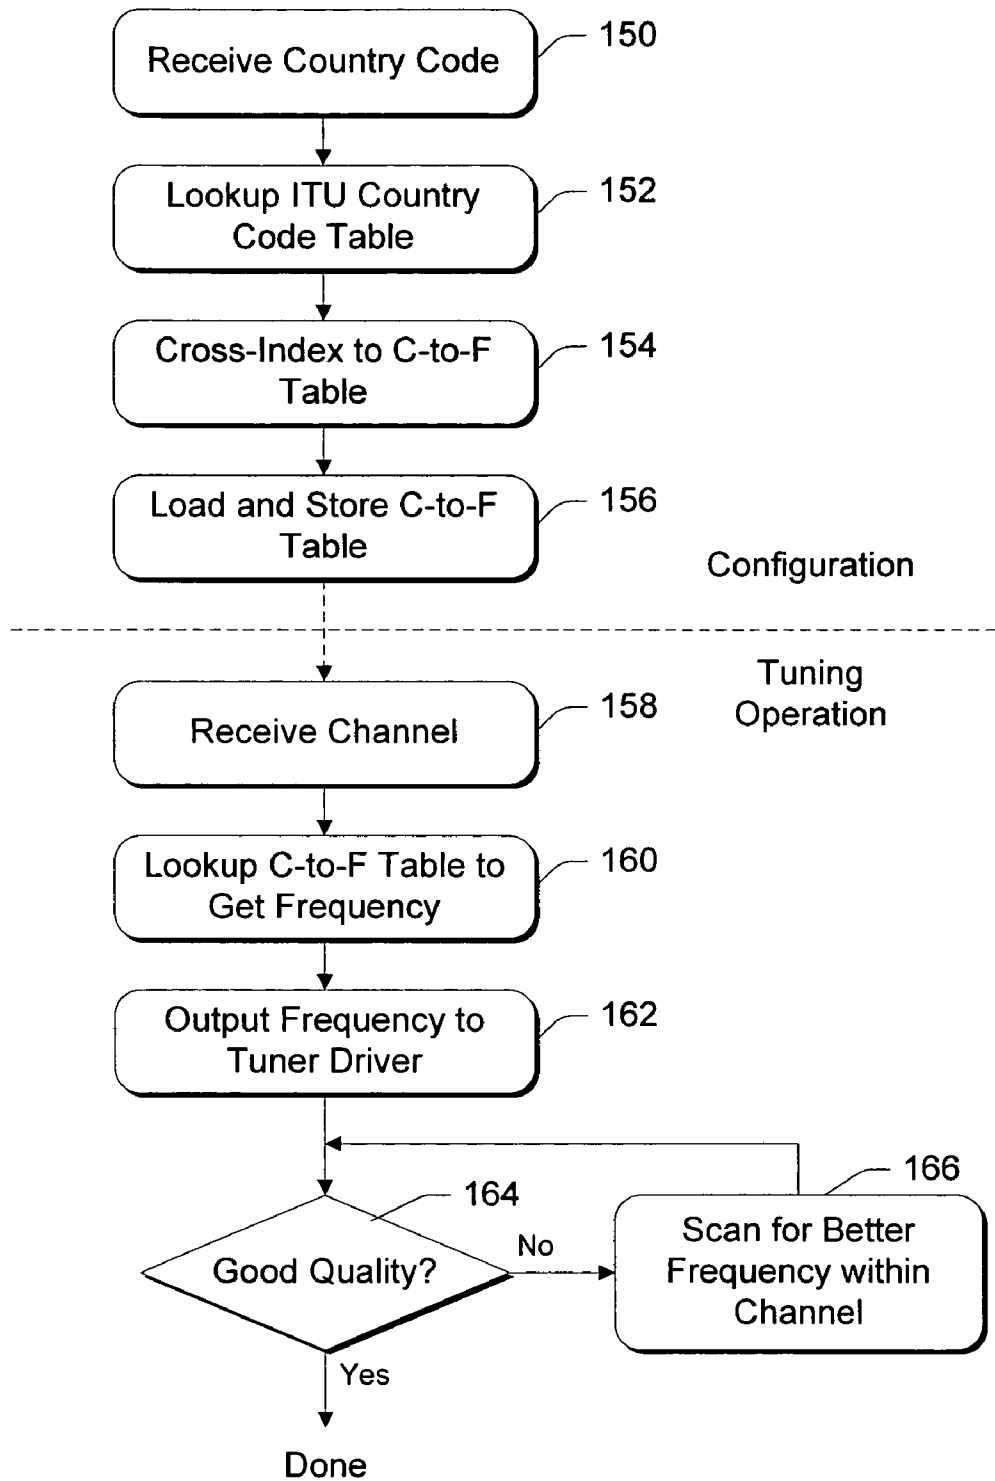 Receive Country Code
150
Lookup ITU Country
Code Table
152
Cross-Index to C-to-F
Table
154
Load and Store C-to-F
Table
156
Configuration
Tuning
Operation
Receive Channel
158
Lookup C-to-F Table to
Get Frequency
160
Output Frequency to
Tuner Driver
162
Good Quality?
164
No
Scan for Better
Frequency within
Channel
166
Yes
Done